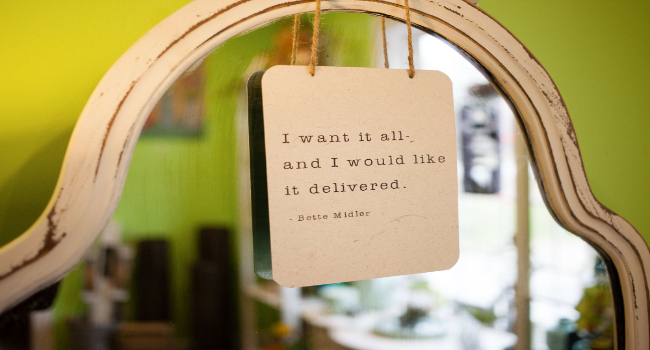 I want it all-
and I would like
it delivered.
- Bette Midler